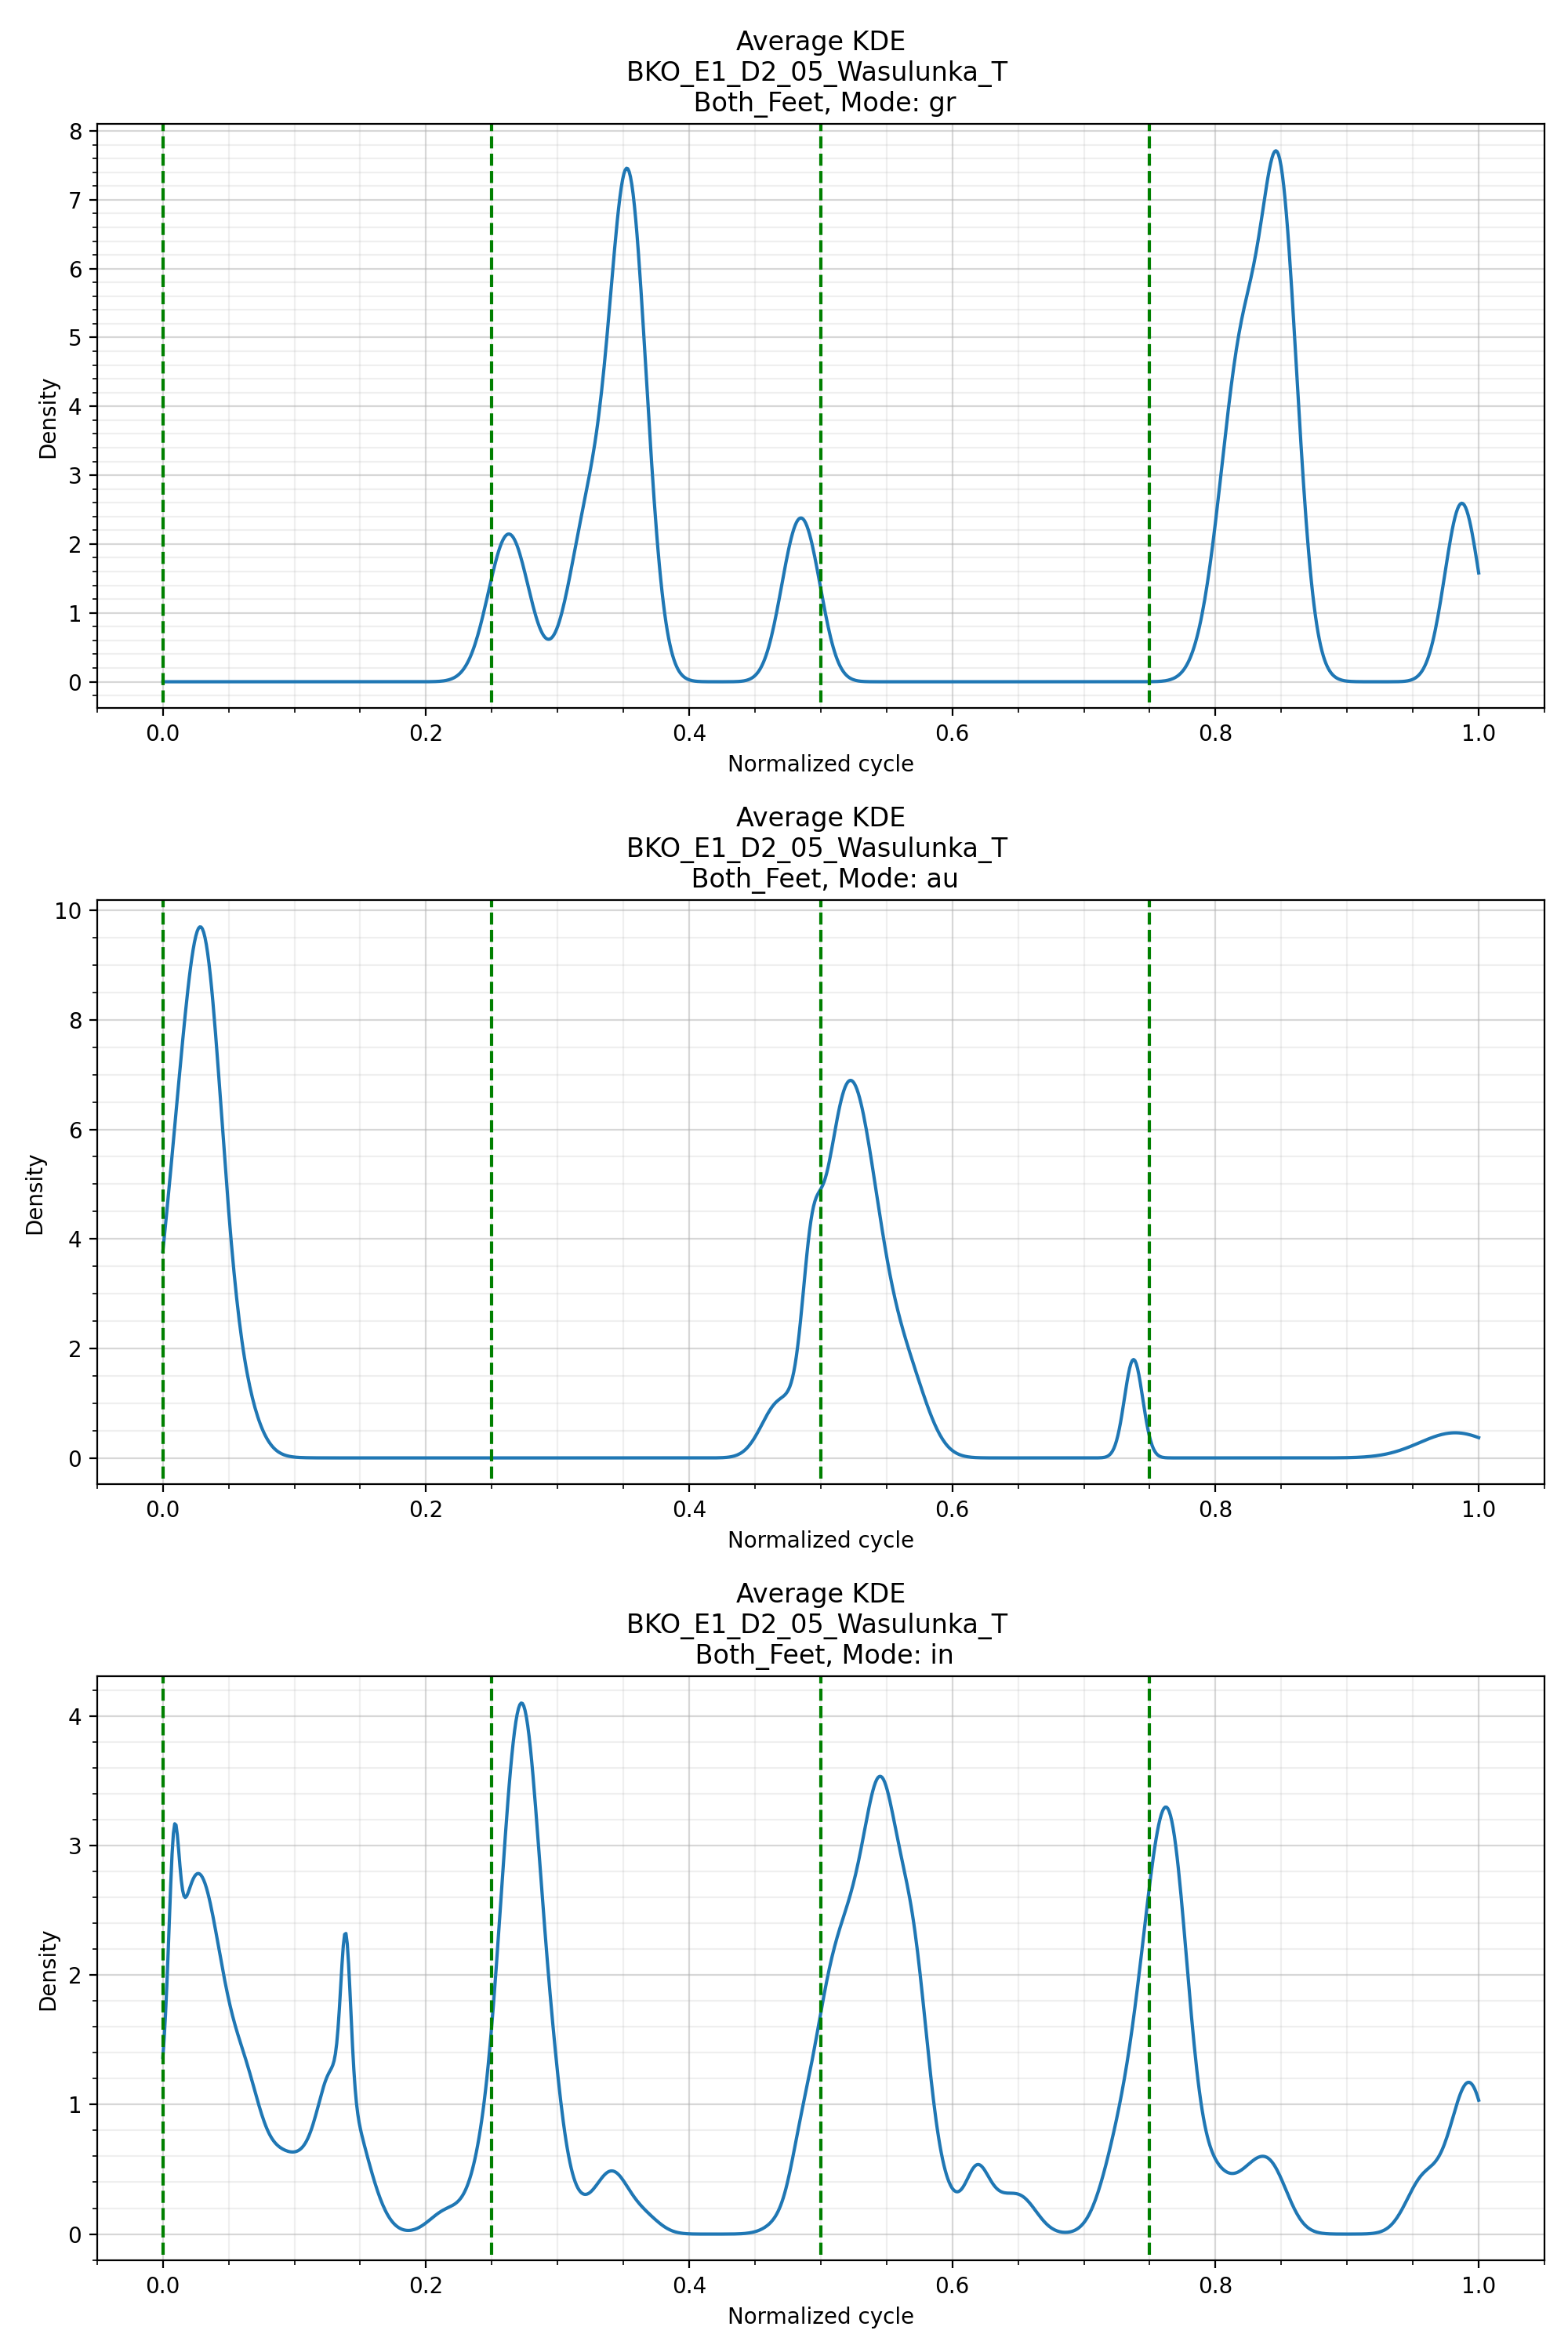 Average KDE
BKO_E1_D2_05_Wasulunka_T
Both_Feet, Mode: gr
8
7
6
5
4
3
2
1
0
Density
0.0 0.2 0.4 0.6 0.8 1.0
Normalized cycle
Average KDE
BKO_E1_D2_05_Wasulunka_T
Both_Feet, Mode: au
10
8
6
4
2
0
Density
0.0 0.2 0.4 0.6 0.8 1.0
Normalized cycle
Average KDE
BKO_E1_D2_05_Wasulunka_T
Both_Feet, Mode: in
4
3
2
1
0
Density
0.0 0.2 0.4 0.6 0.8 1.0
Normalized cycle